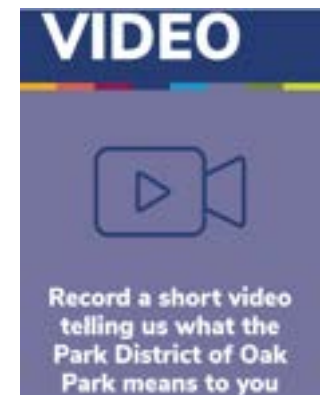 VIDEO
Record a short video
telling us what the
Park District of Oak
Park means to you